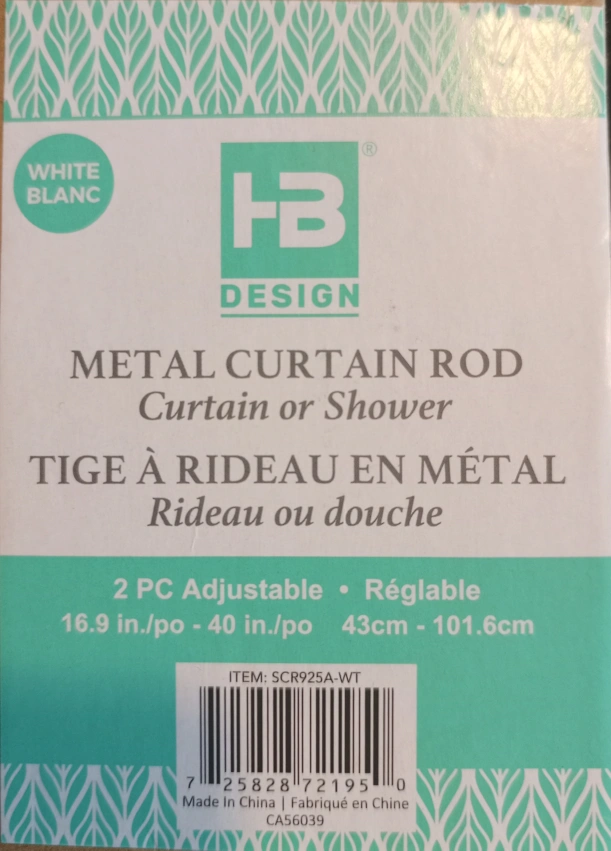 WHITE
BLANC
HB®
DESIGN
METAL CURTAIN ROD
Curtain or Shower
TIGE À RIDEAU EN MÉTAL
Rideau ou douche
2 PC Adjustable • Réglable
16.9 in./po - 40 in./po 43cm - 101.6cm
ITEM: SCR925A-WT
7 25828 72195 0
Made In China | Fabriqué en Chine
CA56039